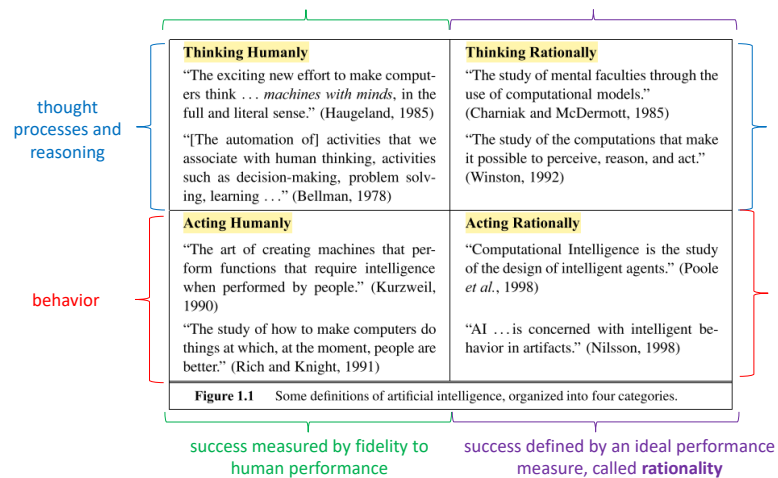 Thinking Humanly
“The exciting new effort to make comput-
ers think … machines with minds, in the
full and literal sense.” (Haugeland, 1985)
“[The automation of] activities that we
associate with human thinking, activities
such as decision-making, problem solv-
ing, learning …” (Bellman, 1978)
Thinking Rationally
“The study of mental faculties through the
use of computational models.”
(Charniak and McDermott, 1985)
“The study of the computations that make
it possible to perceive, reason, and act.”
(Winston, 1992)
thought
processes and
reasoning
Acting Humanly
“The art of creating machines that per-
form functions that require intelligence
when performed by people.” (Kurzweil,
1990)
“The study of how to make computers do
things at which, at the moment, people are
better.” (Rich and Knight, 1991)
Acting Rationally
“Computational Intelligence is the study
of the design of intelligent agents.” (Poole
et al., 1998)
“AI … is concerned with intelligent be-
havior in artifacts.” (Nilsson, 1998)
behavior
Figure 1.1 Some definitions of artificial intelligence, organized into four categories.
success measured by fidelity to
human performance
success defined by an ideal performance
measure, called rationality